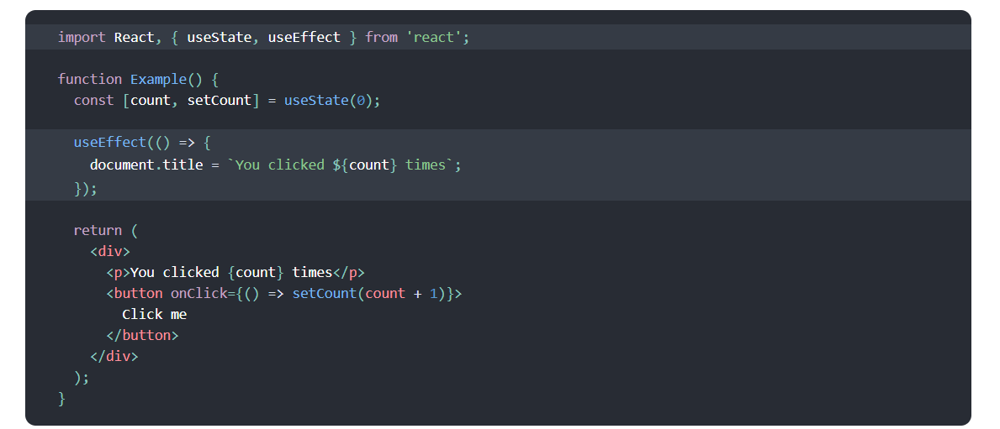 import React, { useState, useEffect } from 'react';
function Example() {
  const [count, setCount] = useState(0);
  useEffect(() => {
    document.title = `You clicked ${count} times`;
  });
  return (
    <div>
      <p>You clicked {count} times</p>
      <button onClick={() => setCount(count + 1)}>
        Click me
      </button>
    </div>
  );
}